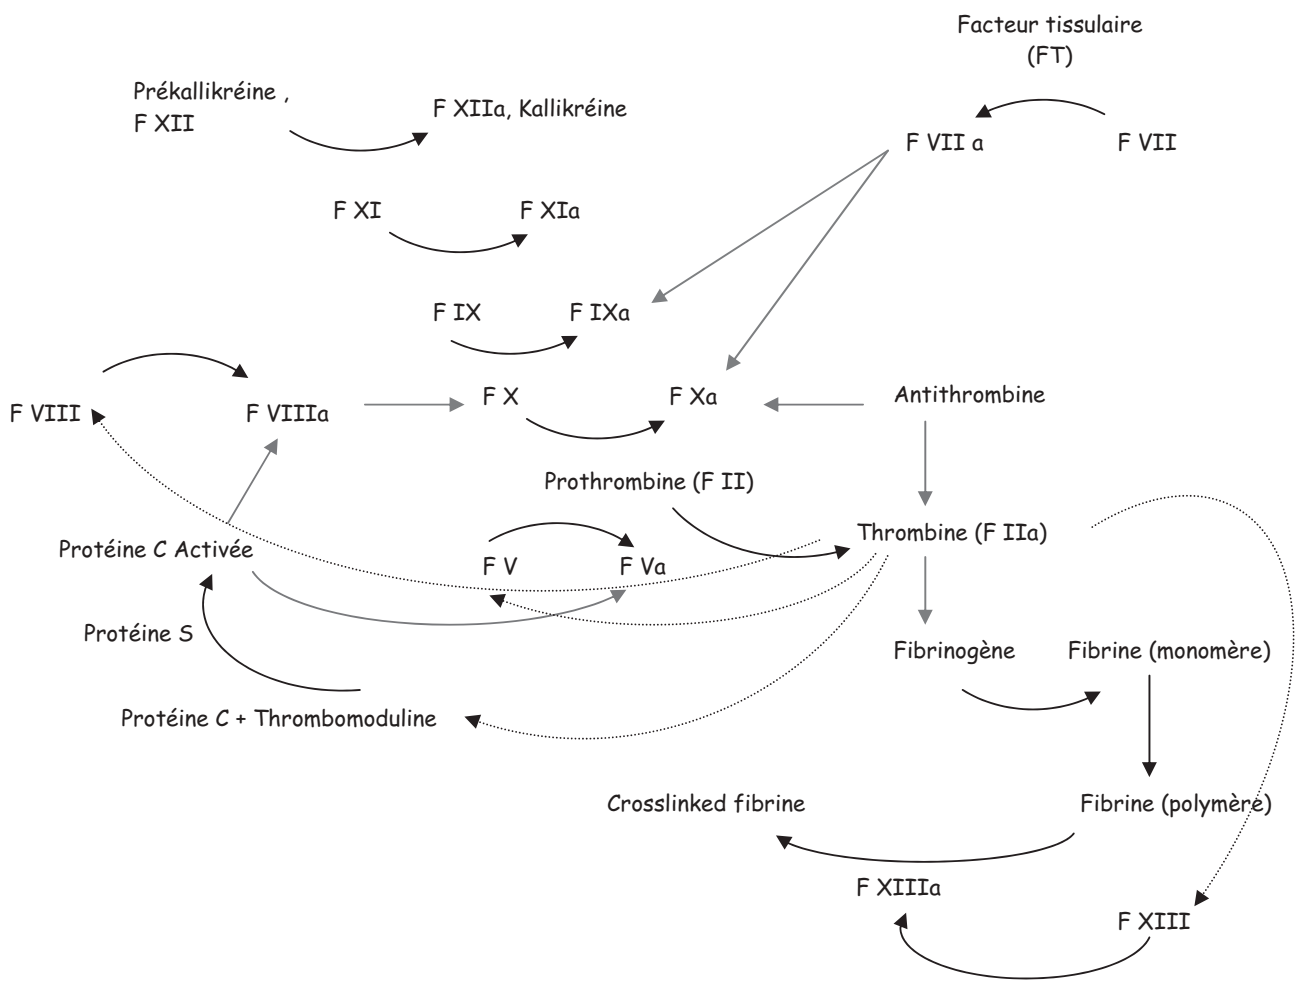 Facteur tissulaire
(FT)
Prékallikréine ,
F XII
F XIIa, Kallikréine
F VII a
F VII
F XI
F XIa
F IX
F IXa
F VIII
F VIIIa
F X
F Xa
Antithrombine
Prothrombine (F II)
Thrombine (F IIa)
Protéine C Activée
F V
F Va
Protéine S
Fibrinogène
Fibrine (monomère)
Protéine C + Thrombomoduline
Crosslinked fibrine
Fibrine (polymère)
F XIIIa
F XIII